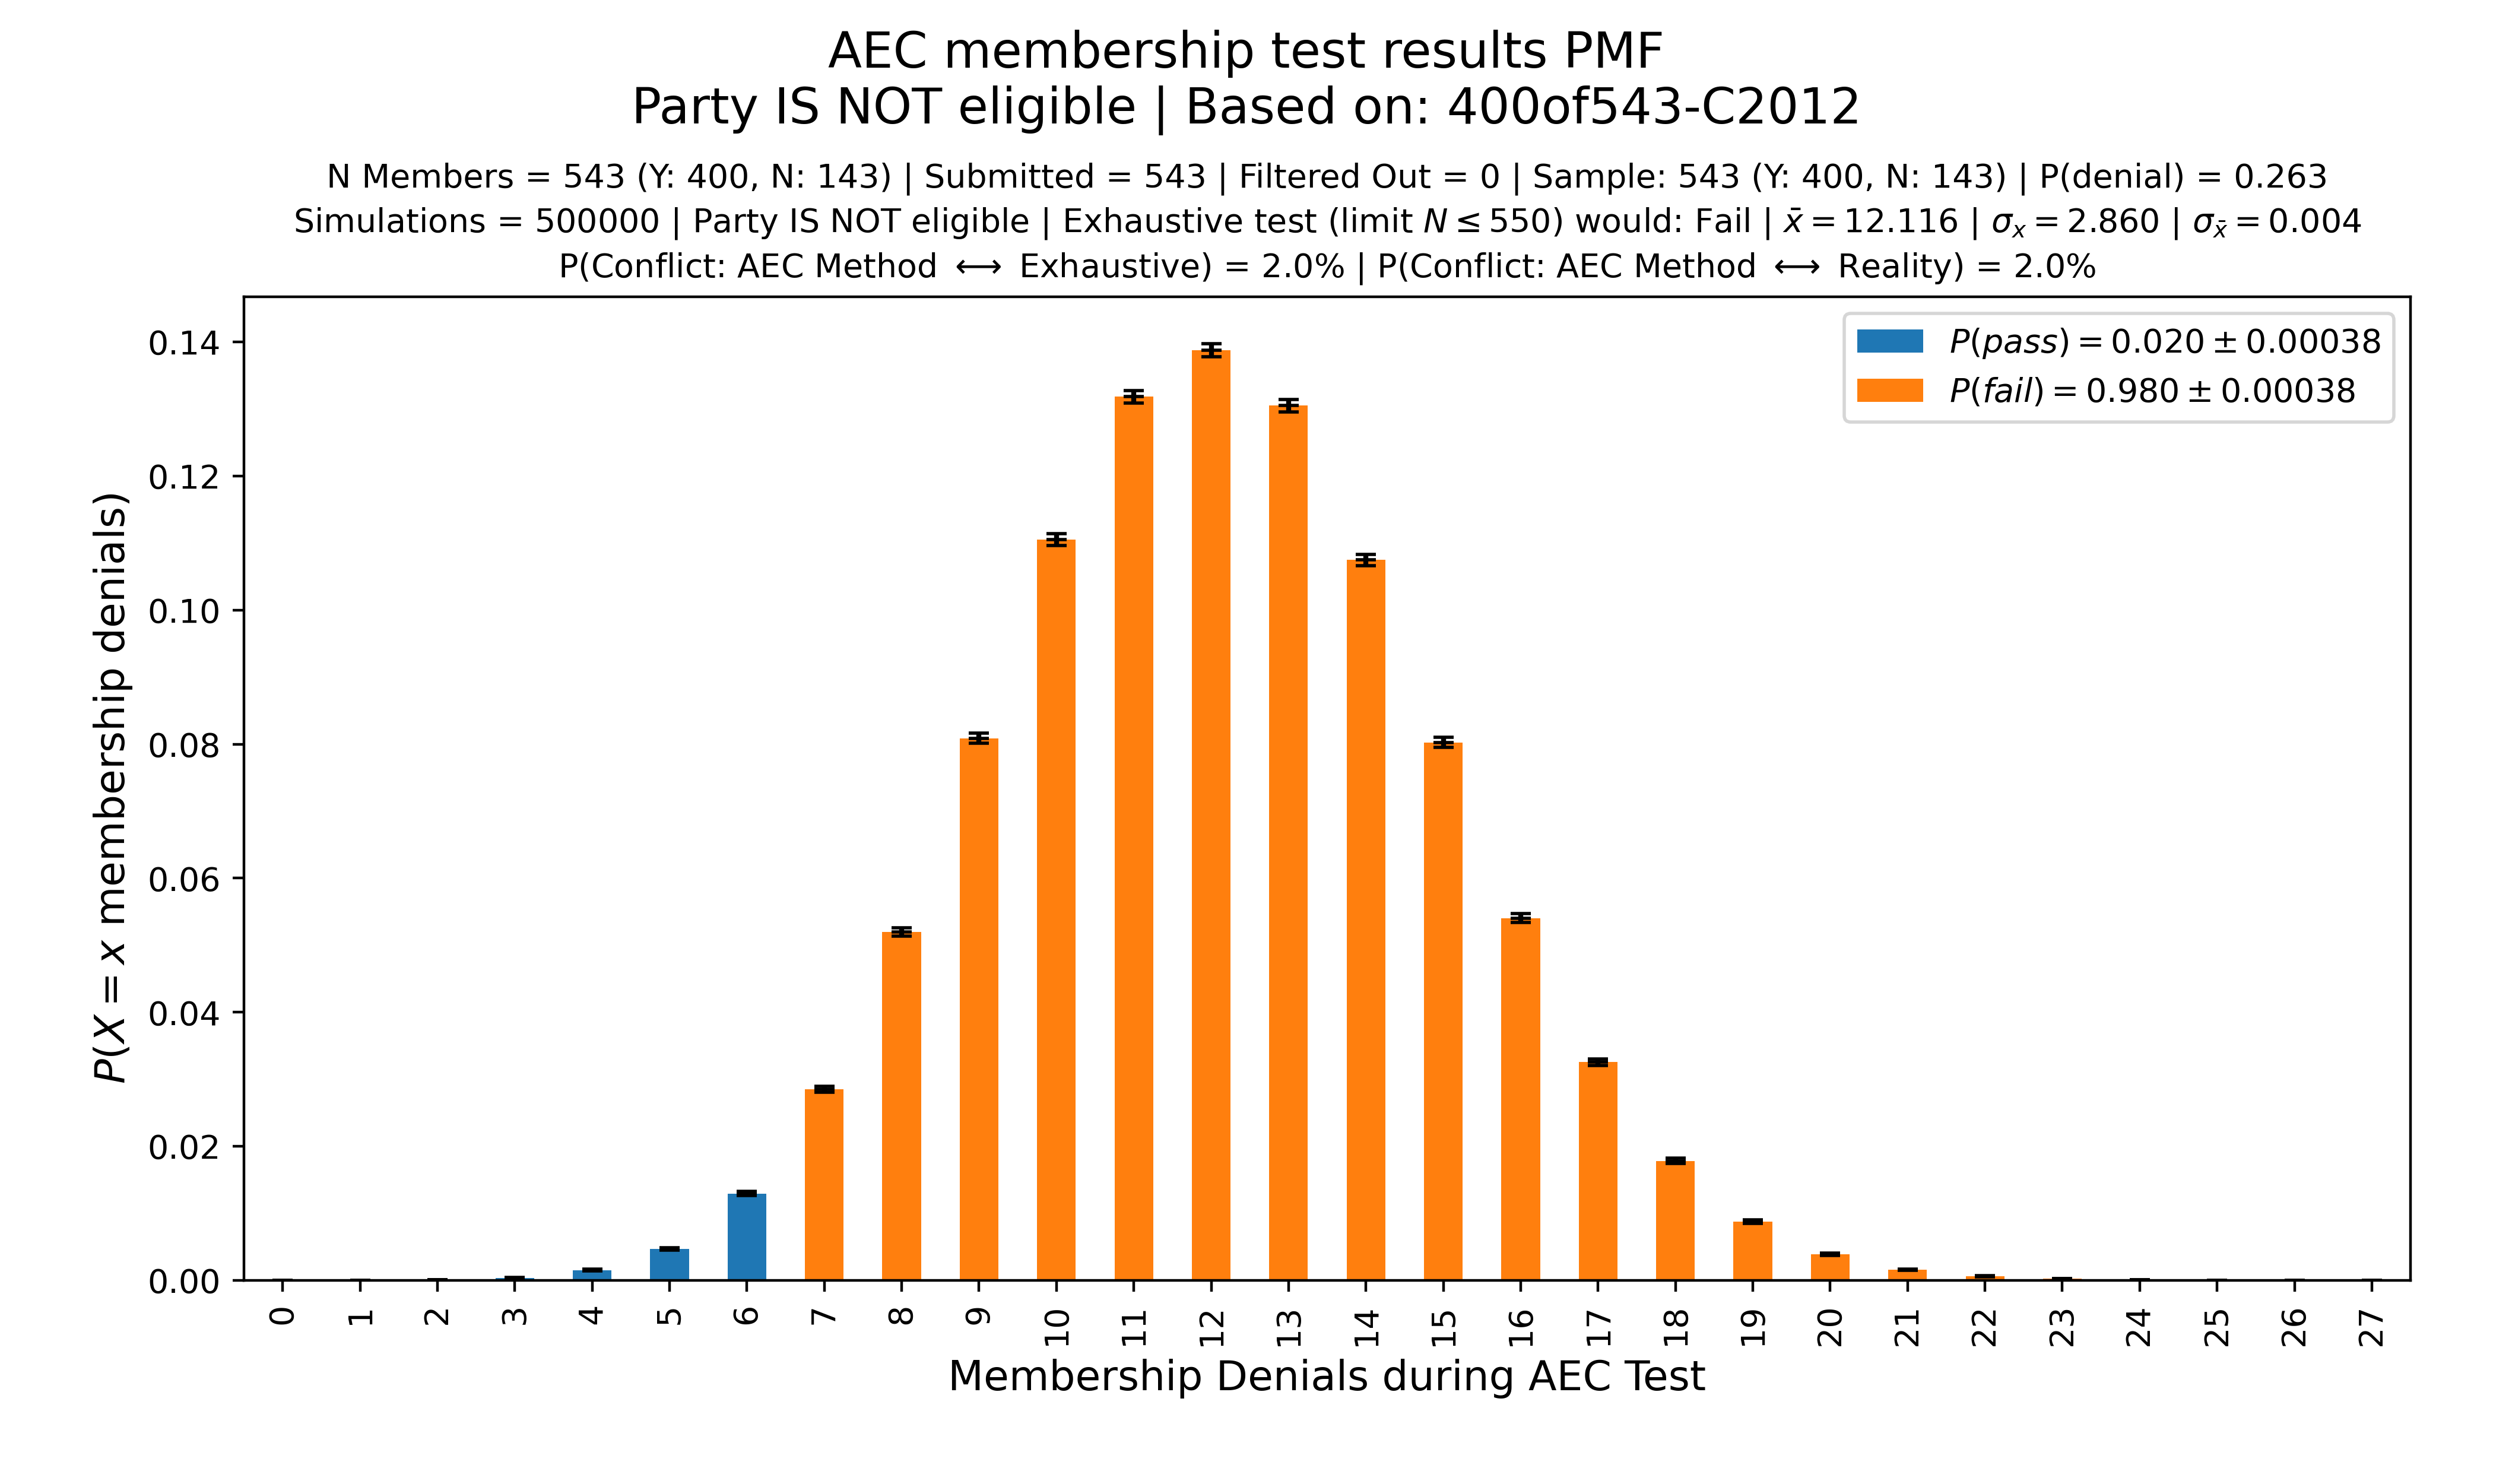 AEC membership test results PMF
Party IS NOT eligible | Based on: 400of543-C2012
N Members = 543 (Y: 400, N: 143) | Submitted = 543 | Filtered Out = 0 | Sample: 543 (Y: 400, N: 143) | P(denial) = 0.263
Simulations = 500000 | Party IS NOT eligible | Exhaustive test (limit N ≤ 550) would: Fail | x̄ = 12.116 | σₓ = 2.860 | σ_x̄ = 0.004
P(Conflict: AEC Method ⟷ Exhaustive) = 2.0% | P(Conflict: AEC Method ⟷ Reality) = 2.0%
P(pass) = 0.020 ± 0.00038
P(fail) = 0.980 ± 0.00038
P(X = x membership denials)
0.14
0.12
0.10
0.08
0.06
0.04
0.02
0.00
0 1 2 3 4 5 6 7 8 9 10 11 12 13 14 15 16 17 18 19 20 21 22 23 24 25 26 27
Membership Denials during AEC Test